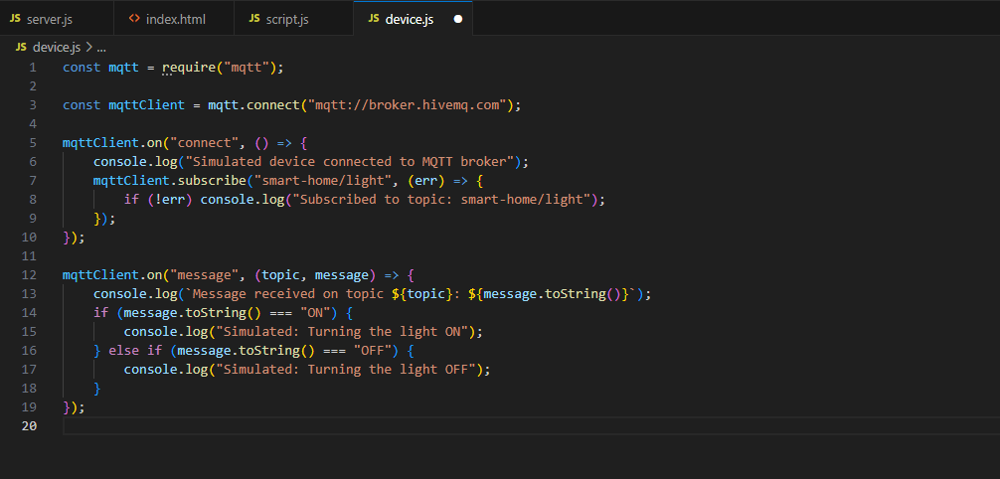 JS server.js <> index.html JS script.js JS device.js ●
JS device.js > ...
1 const mqtt = require("mqtt");
2
3 const mqttClient = mqtt.connect("mqtt://broker.hivemq.com");
4
5 mqttClient.on("connect", () => {
6     console.log("Simulated device connected to MQTT broker");
7     mqttClient.subscribe("smart-home/light", (err) => {
8         if (!err) console.log("Subscribed to topic: smart-home/light");
9     });
10 });
11
12 mqttClient.on("message", (topic, message) => {
13     console.log(`Message received on topic ${topic}: ${message.toString()}`);
14     if (message.toString() === "ON") {
15         console.log("Simulated: Turning the light ON");
16     } else if (message.toString() === "OFF") {
17         console.log("Simulated: Turning the light OFF");
18     }
19 });
20